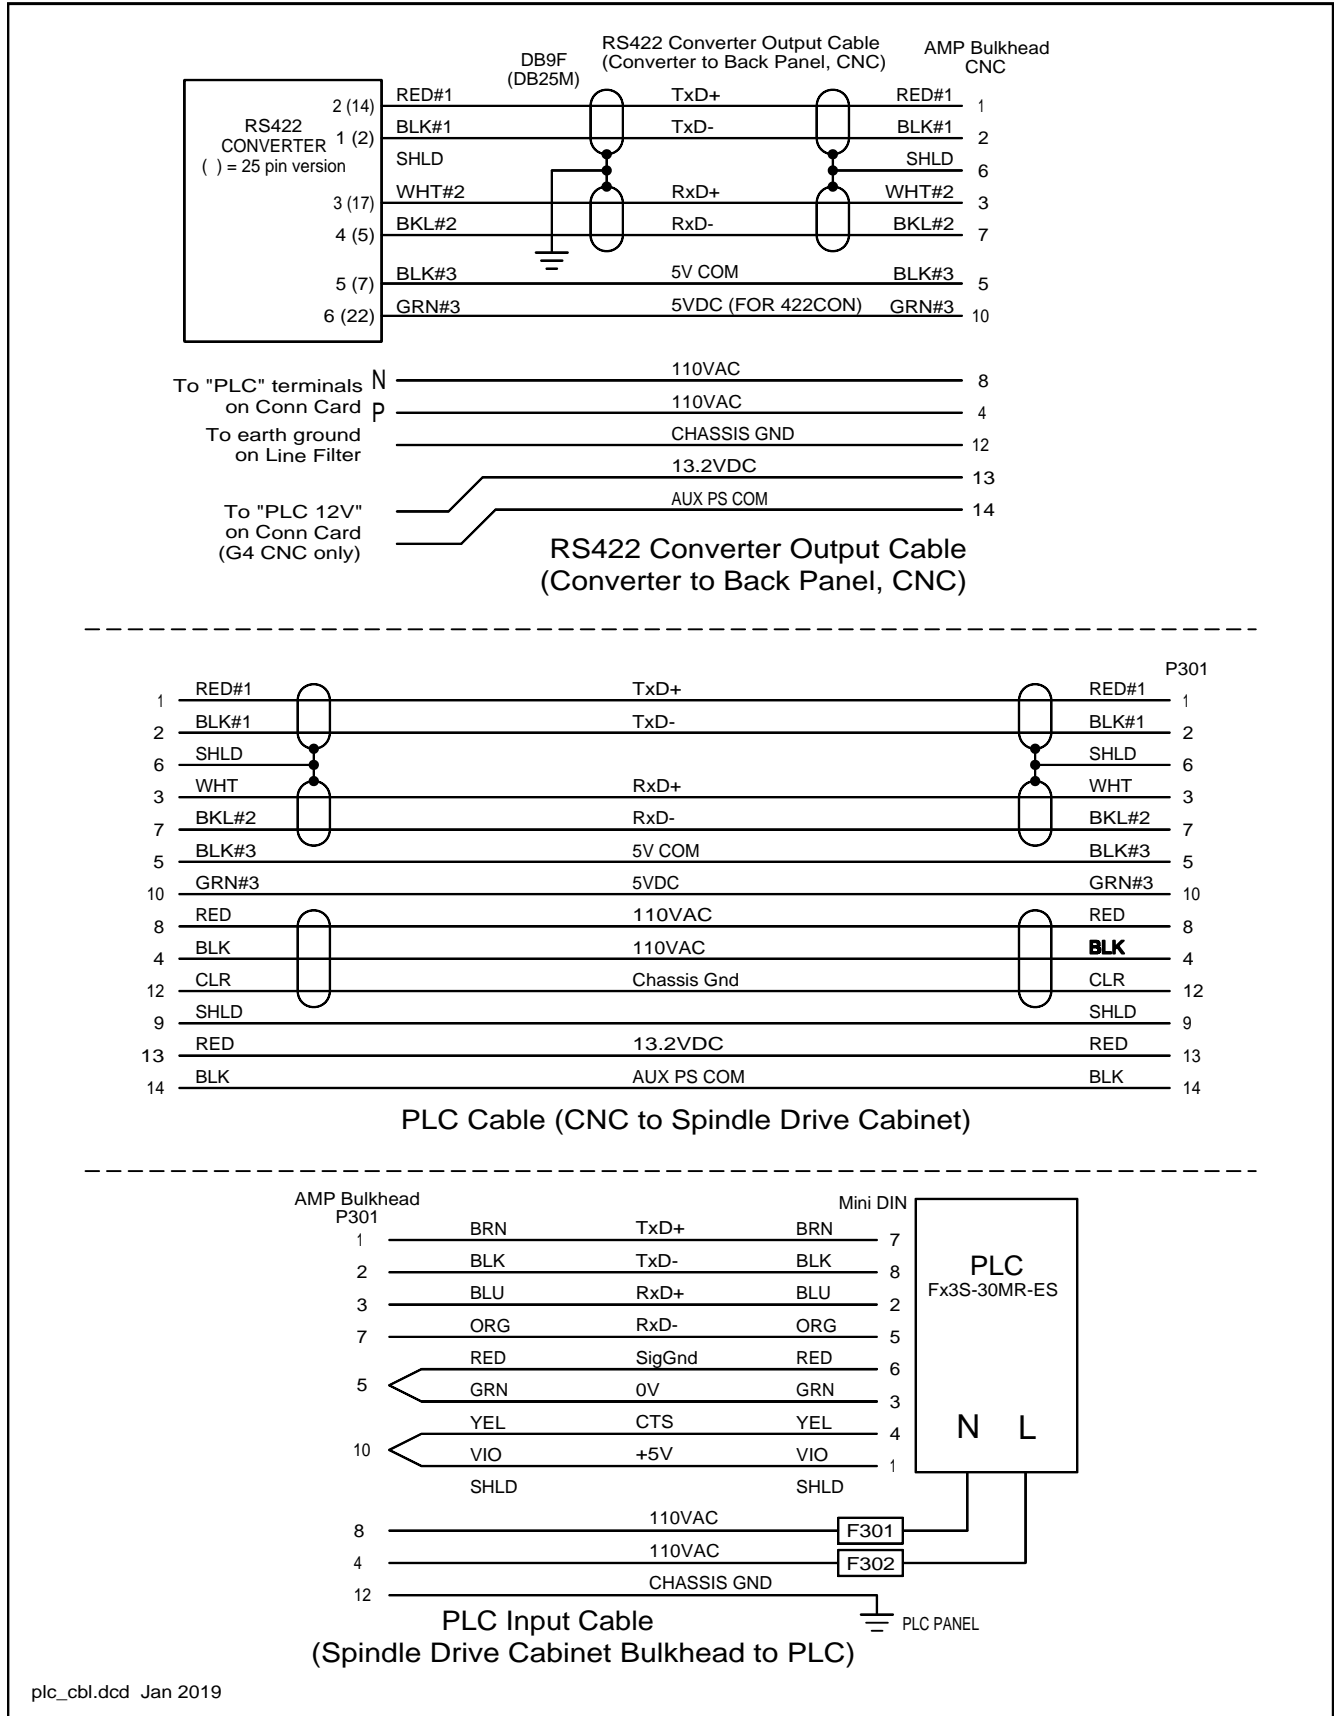 RS422 Converter Output Cable
(Converter to Back Panel, CNC)
AMP Bulkhead
CNC
DB9F
(DB25M)
RS422
CONVERTER
( ) = 25 pin version
2 (14) RED#1 TxD+ RED#1 1
1 (2) BLK#1 TxD- BLK#1 2
SHLD SHLD 6
3 (17) WHT#2 RxD+ WHT#2 3
4 (5) BKL#2 RxD- BKL#2 7
5 (7) BLK#3 5V COM BLK#3 5
6 (22) GRN#3 5VDC (FOR 422CON) GRN#3 10
To "PLC" terminals
on Conn Card
N 110VAC 8
P 110VAC 4
To earth ground
on Line Filter
CHASSIS GND 12
13.2VDC 13
AUX PS COM 14
To "PLC 12V"
on Conn Card
(G4 CNC only)
RS422 Converter Output Cable
(Converter to Back Panel, CNC)
P301
1 RED#1 TxD+ RED#1 1
2 BLK#1 TxD- BLK#1 2
6 SHLD SHLD 6
3 WHT RxD+ WHT 3
7 BKL#2 RxD- BKL#2 7
5 BLK#3 5V COM BLK#3 5
10 GRN#3 5VDC GRN#3 10
8 RED 110VAC RED 8
4 BLK 110VAC BLK 4
12 CLR Chassis Gnd CLR 12
9 SHLD SHLD 9
13 RED 13.2VDC RED 13
14 BLK AUX PS COM BLK 14
PLC Cable (CNC to Spindle Drive Cabinet)
AMP Bulkhead
P301
Mini DIN
1 BRN TxD+ BRN 7
2 BLK TxD- BLK 8
3 BLU RxD+ BLU 2
7 ORG RxD- ORG 5
5 RED SigGnd RED 6
GRN 0V GRN 3
10 YEL CTS YEL 4
VIO +5V VIO 1
SHLD SHLD
PLC
Fx3S-30MR-ES
N L
8 110VAC F301
4 110VAC F302
12 CHASSIS GND
PLC PANEL
PLC Input Cable
(Spindle Drive Cabinet Bulkhead to PLC)
plc_cbl.dcd Jan 2019